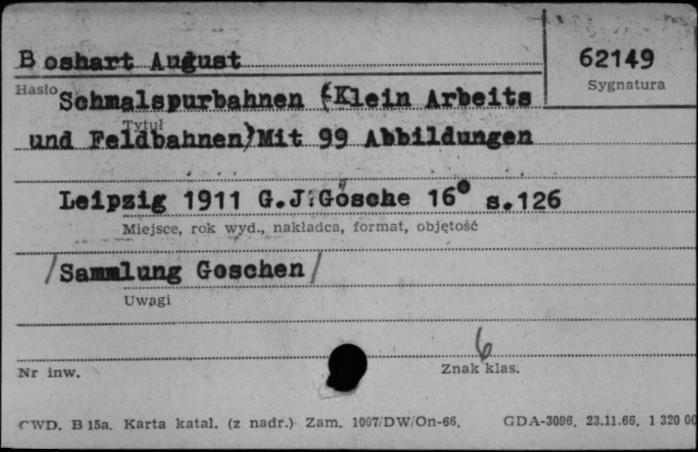 Boshart August
62149
Hasło
Sygnatura
Schmalspurbahnen (-Klein Arbeits
Tytuł
und Feldbahnen) Mit 99 Abbildungen
Leipzig 1911 G.J.Gösche 16° s.126
Miejsce, rok wyd., nakładca, format, objętość
/Sammlung Goschen/
Uwagi
6
Nr inw.
Znak klas.
CWD. B 15a. Karta katal. (z nadr.) Zam. 1007/DW/On-66. GDA-3096. 23.11.66. 1 320 00